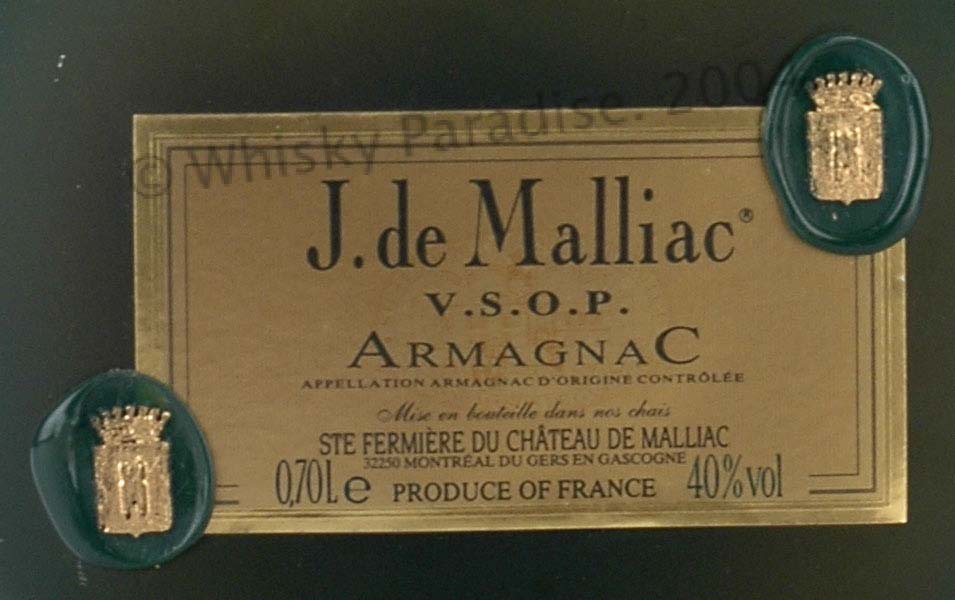 © Whisky Paradise. 200
J. de Malliac®
V.S.O.P.
ARMAGNAC
APPELLATION ARMAGNAC D'ORIGINE CONTRÔLÉE
Mise en bouteille dans nos chais
STE FERMIÈRE DU CHÂTEAU DE MALLIAC
32250 MONTRÉAL DU GERS EN GASCOGNE
0,70L e PRODUCE OF FRANCE 40%vol